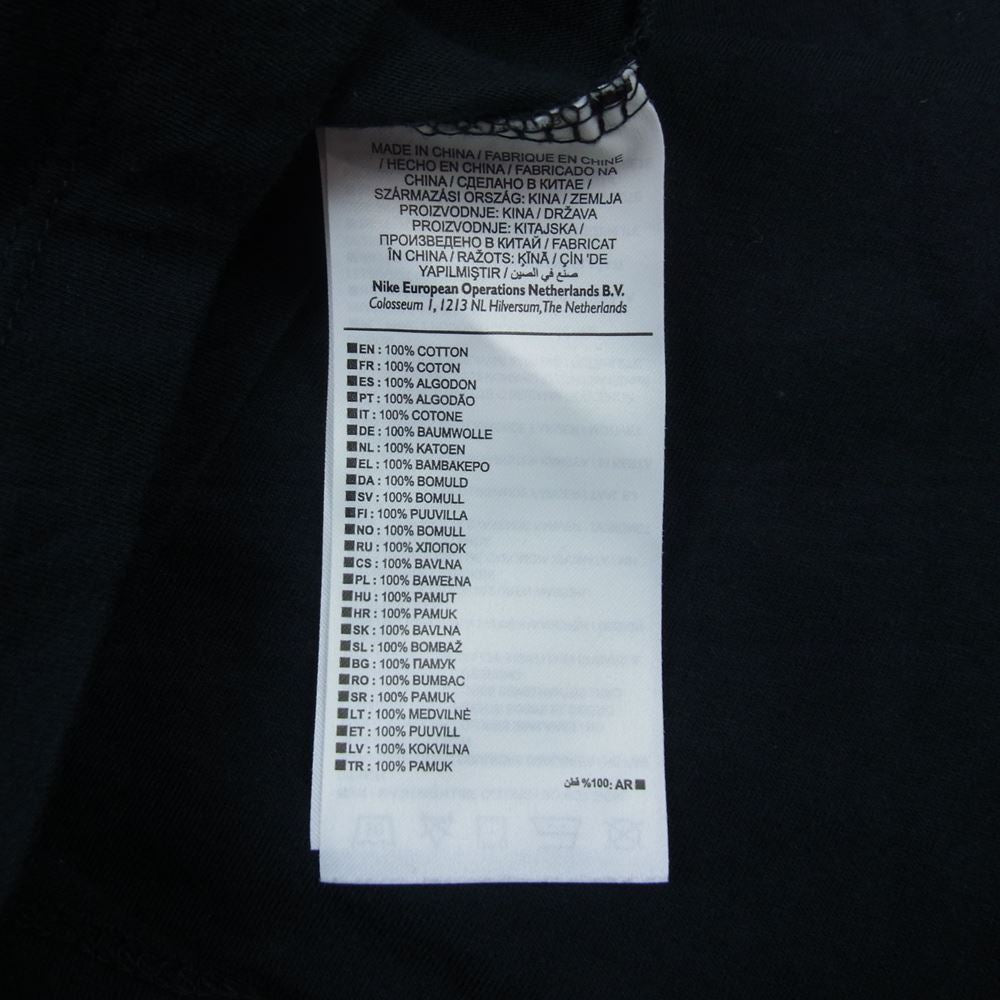 MADE IN CHINA / FABRIQUE EN CHINE
/ HECHO EN CHINA / FABRICADO NA
CHINA / СДЕЛАНО В КИТАЕ /
SZÁRMAZÁSI ORSZÁG: KINA / ZEMLJA
PROIZVODNJE: KINA / DRŽAVA
PROIZVODNJE: KITAJSKA /
ПРОИЗВЕДЕНО В КИТАЙ / FABRICAT
ÎN CHINA / RAŽOTS: ĶĪNĀ / ÇIN 'DE
YAPILMIŞTIR / صنع في الصين
Nike European Operations Netherlands B.V.
Colosseum 1, 1213 NL Hilversum, The Netherlands
EN : 100% COTTON
FR : 100% COTON
ES : 100% ALGODON
PT : 100% ALGODÃO
IT : 100% COTONE
DE : 100% BAUMWOLLE
NL : 100% KATOEN
EL : 100% ΒΑΜΒΑΚΕΡΟ
DA : 100% BOMULD
SV : 100% BOMULL
FI : 100% PUUVILLA
NO : 100% BOMULL
RU : 100% ХЛОПОК
CS : 100% BAVLNA
PL : 100% BAWEŁNA
HU : 100% PAMUT
HR : 100% PAMUK
SK : 100% BAVLNA
SL : 100% BOMBAŽ
BG : 100% ПАМУК
RO : 100% BUMBAC
SR : 100% PAMUK
LT : 100% MEDVILNĖ
ET : 100% PUUVILL
LV : 100% KOKVILNA
TR : 100% PAMUK
AR :100% قطن